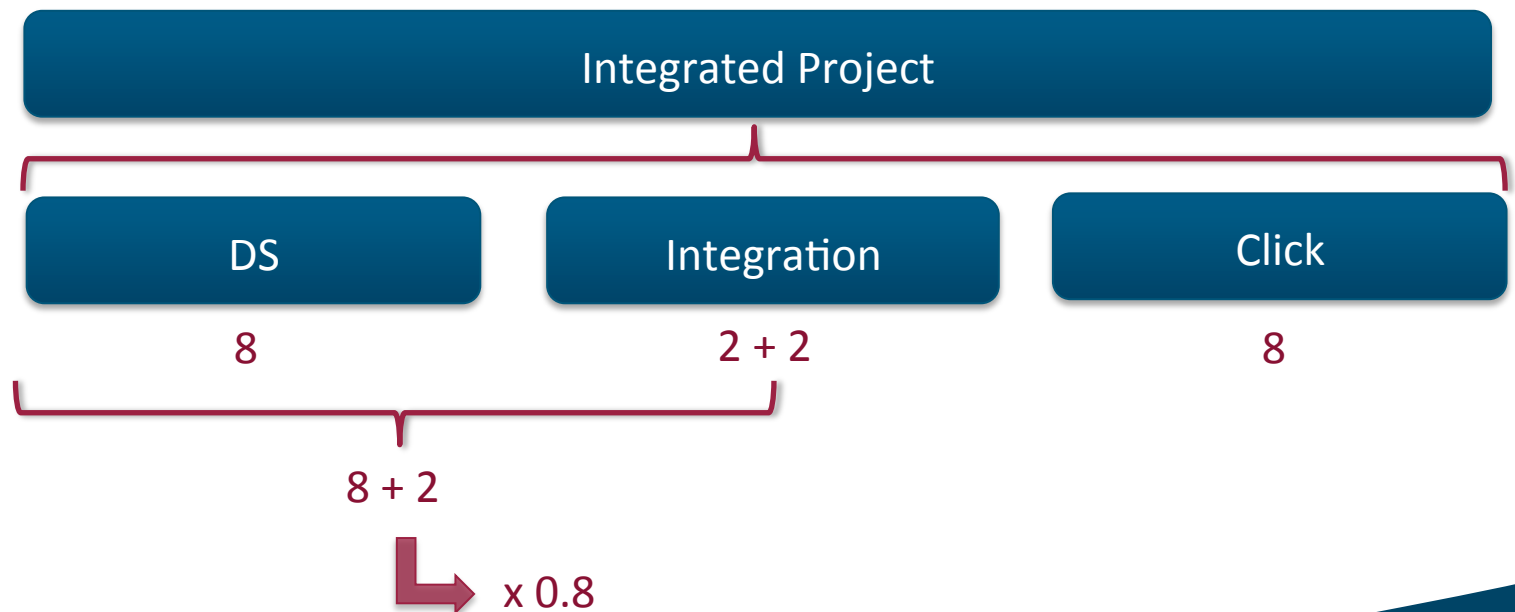 Integrated Project
DS
Integration
Click
8
2 + 2
8
8 + 2
x 0.8